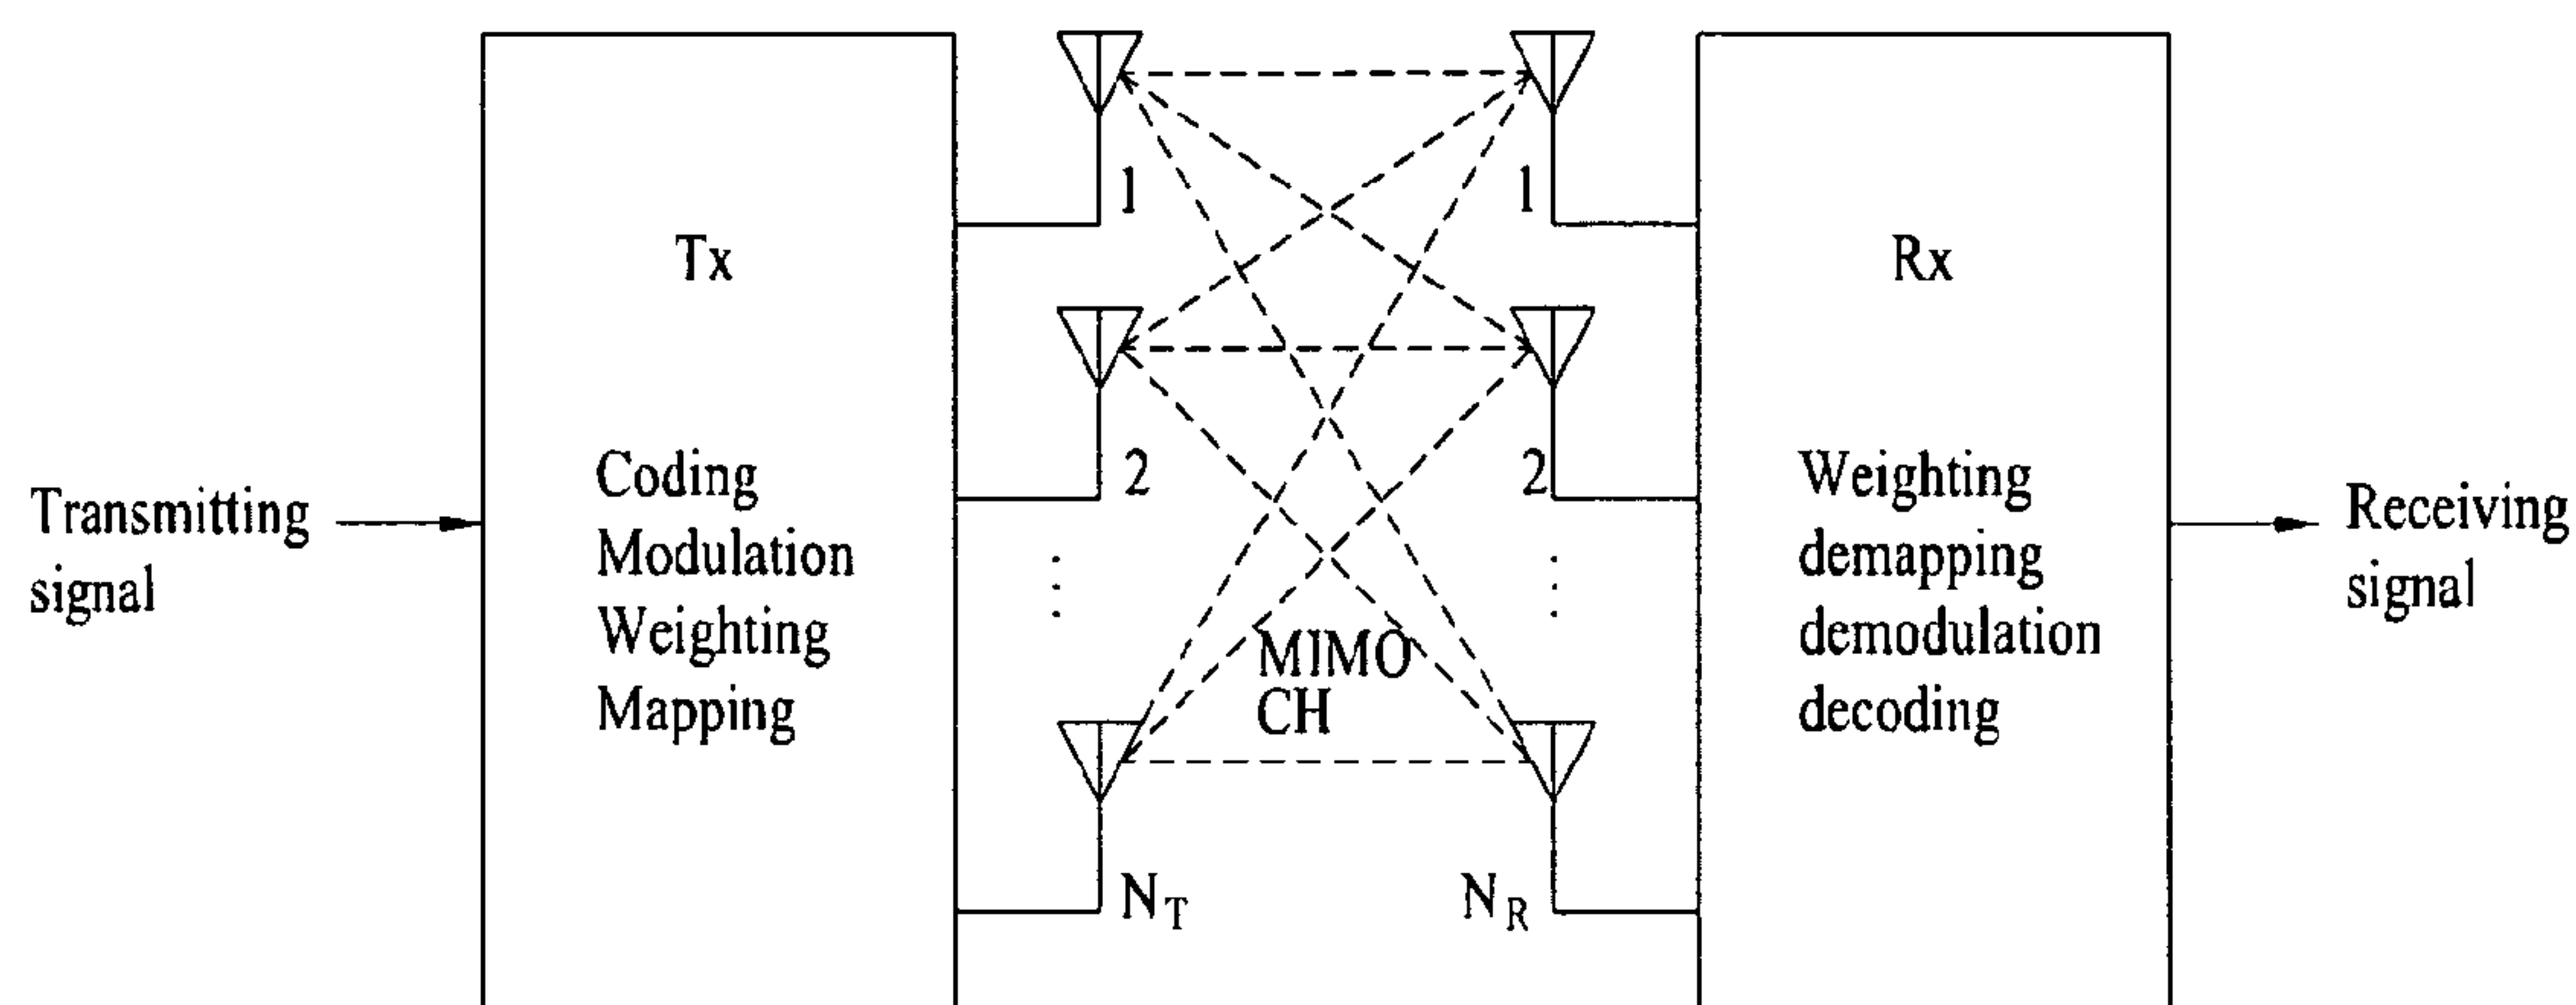 Transmitting
signal
Tx
Coding
Modulation
Weighting
Mapping
1
2
N_T
MIMO
CH
1
2
N_R
Rx
Weighting
demapping
demodulation
decoding
Receiving
signal